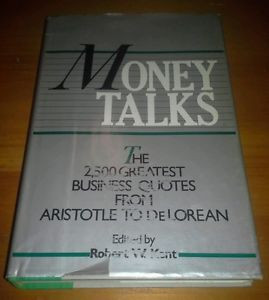 MONEY
TALKS
THE
2,500 GREATEST
BUSINESS QUOTES
FROM
ARISTOTLE TO DELOREAN
Edited by
Robert W. Kent